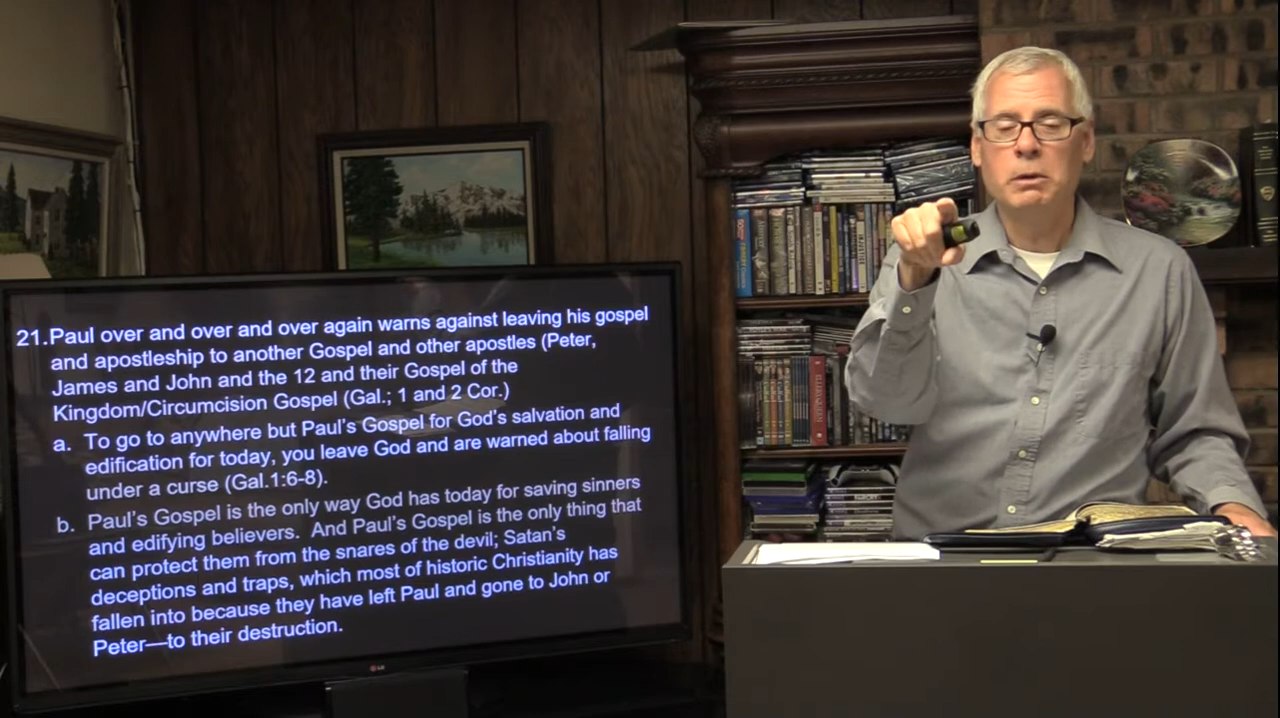 21.Paul over and over and over again warns against leaving his gospel
and apostleship to another Gospel and other apostles (Peter,
James and John and the 12 and their Gospel of the
Kingdom/Circumcision Gospel (Gal.; 1 and 2 Cor.)
a. To go to anywhere but Paul's Gospel for God's salvation and
edification for today, you leave God and are warned about falling
under a curse (Gal.1:6-8).
b. Paul's Gospel is the only way God has today for saving sinners
and edifying believers. And Paul's Gospel is the only thing that
can protect them from the snares of the devil; Satan's
deceptions and traps, which most of historic Christianity has
fallen into because they have left Paul and gone to John or
Peter—to their destruction.
LG